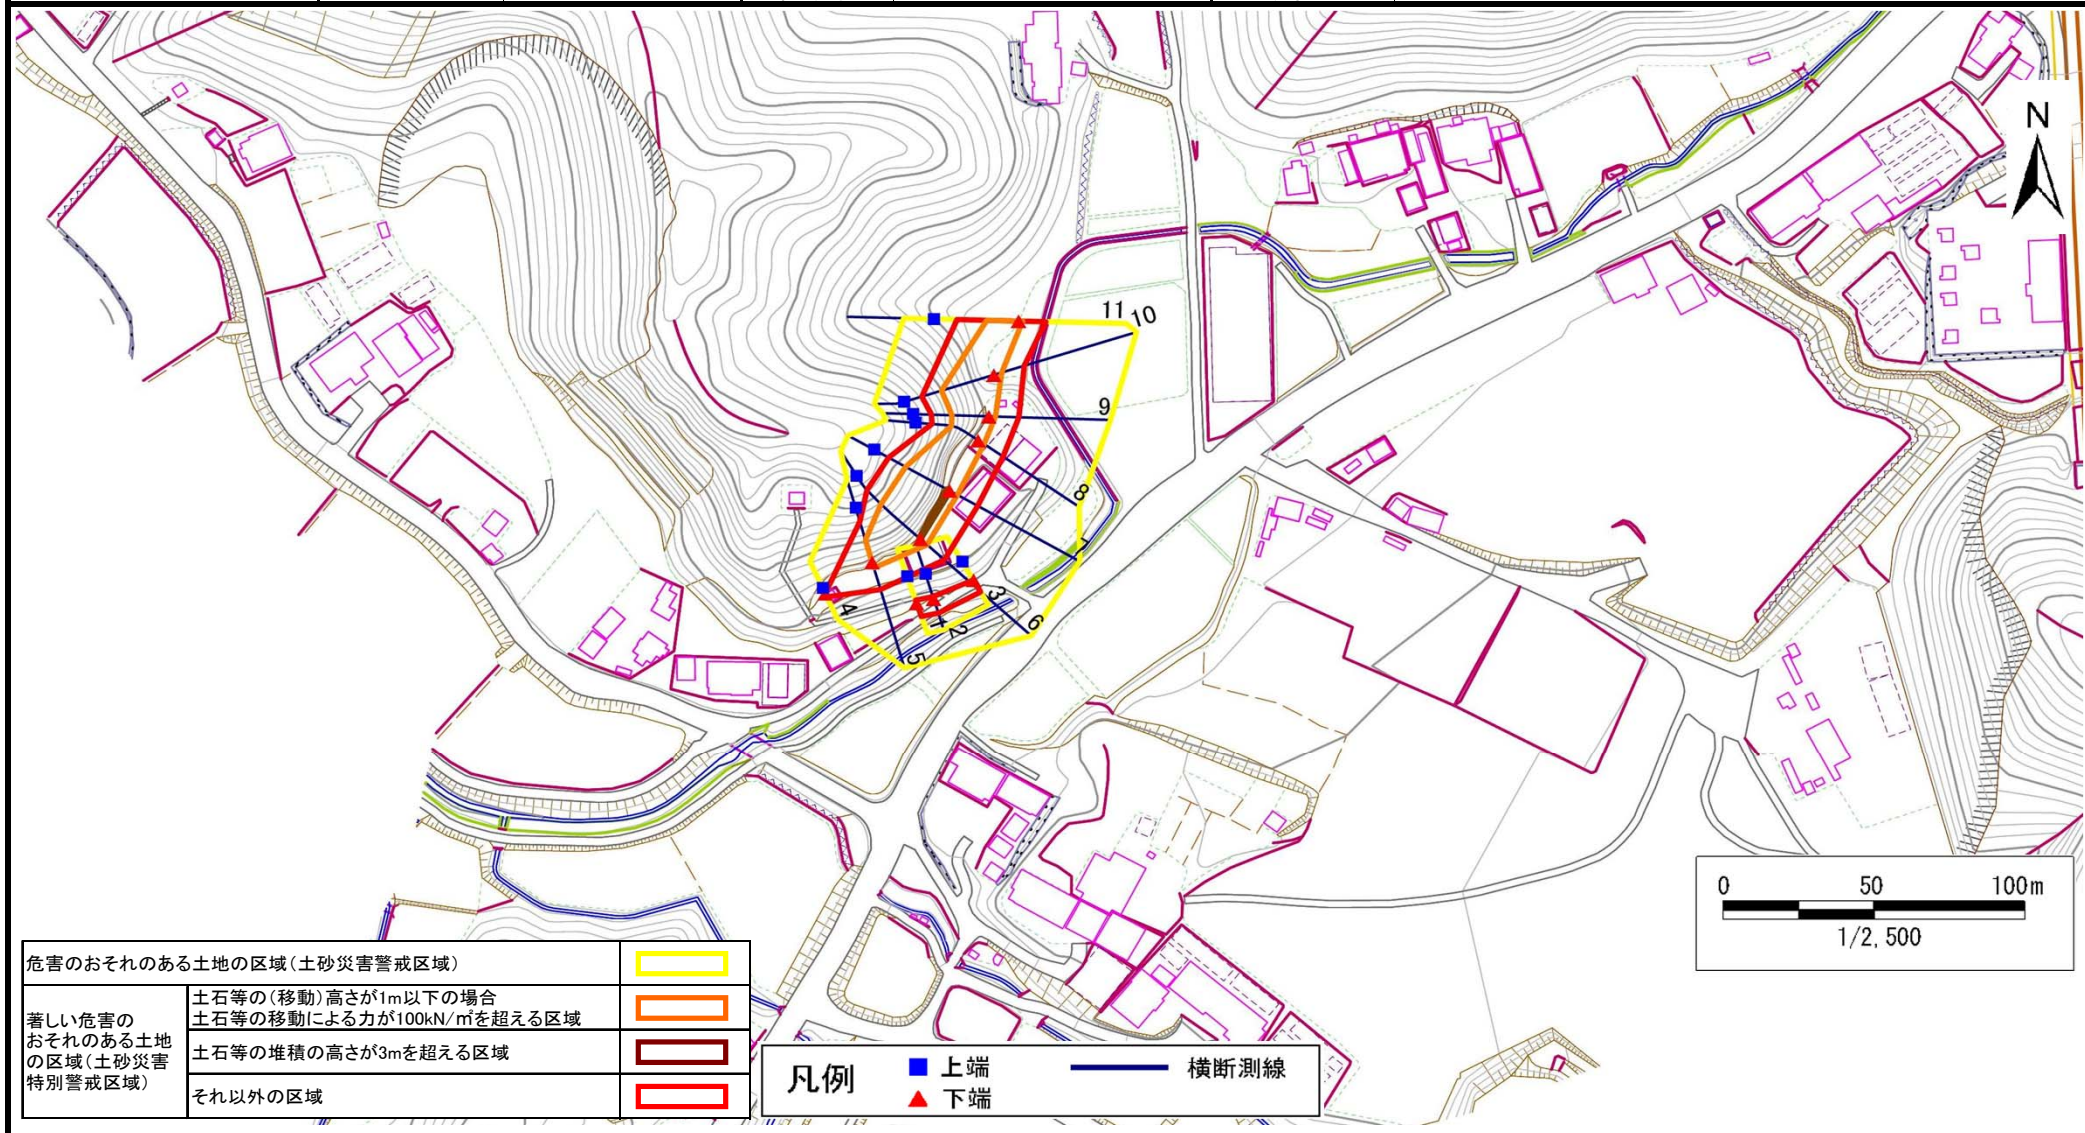 N
11
10
9
8
7
3
4
6
2
5
0 50 100m
1/2,500
危害のおそれのある土地の区域(土砂災害警戒区域)
著しい危害の
おそれのある土地
の区域(土砂災害
特別警戒区域)
土石等の(移動)高さが1m以下の場合
土石等の移動による力が100kN/㎡を超える区域
土石等の堆積の高さが3mを超える区域
それ以外の区域
凡例
上端
横断測線
下端